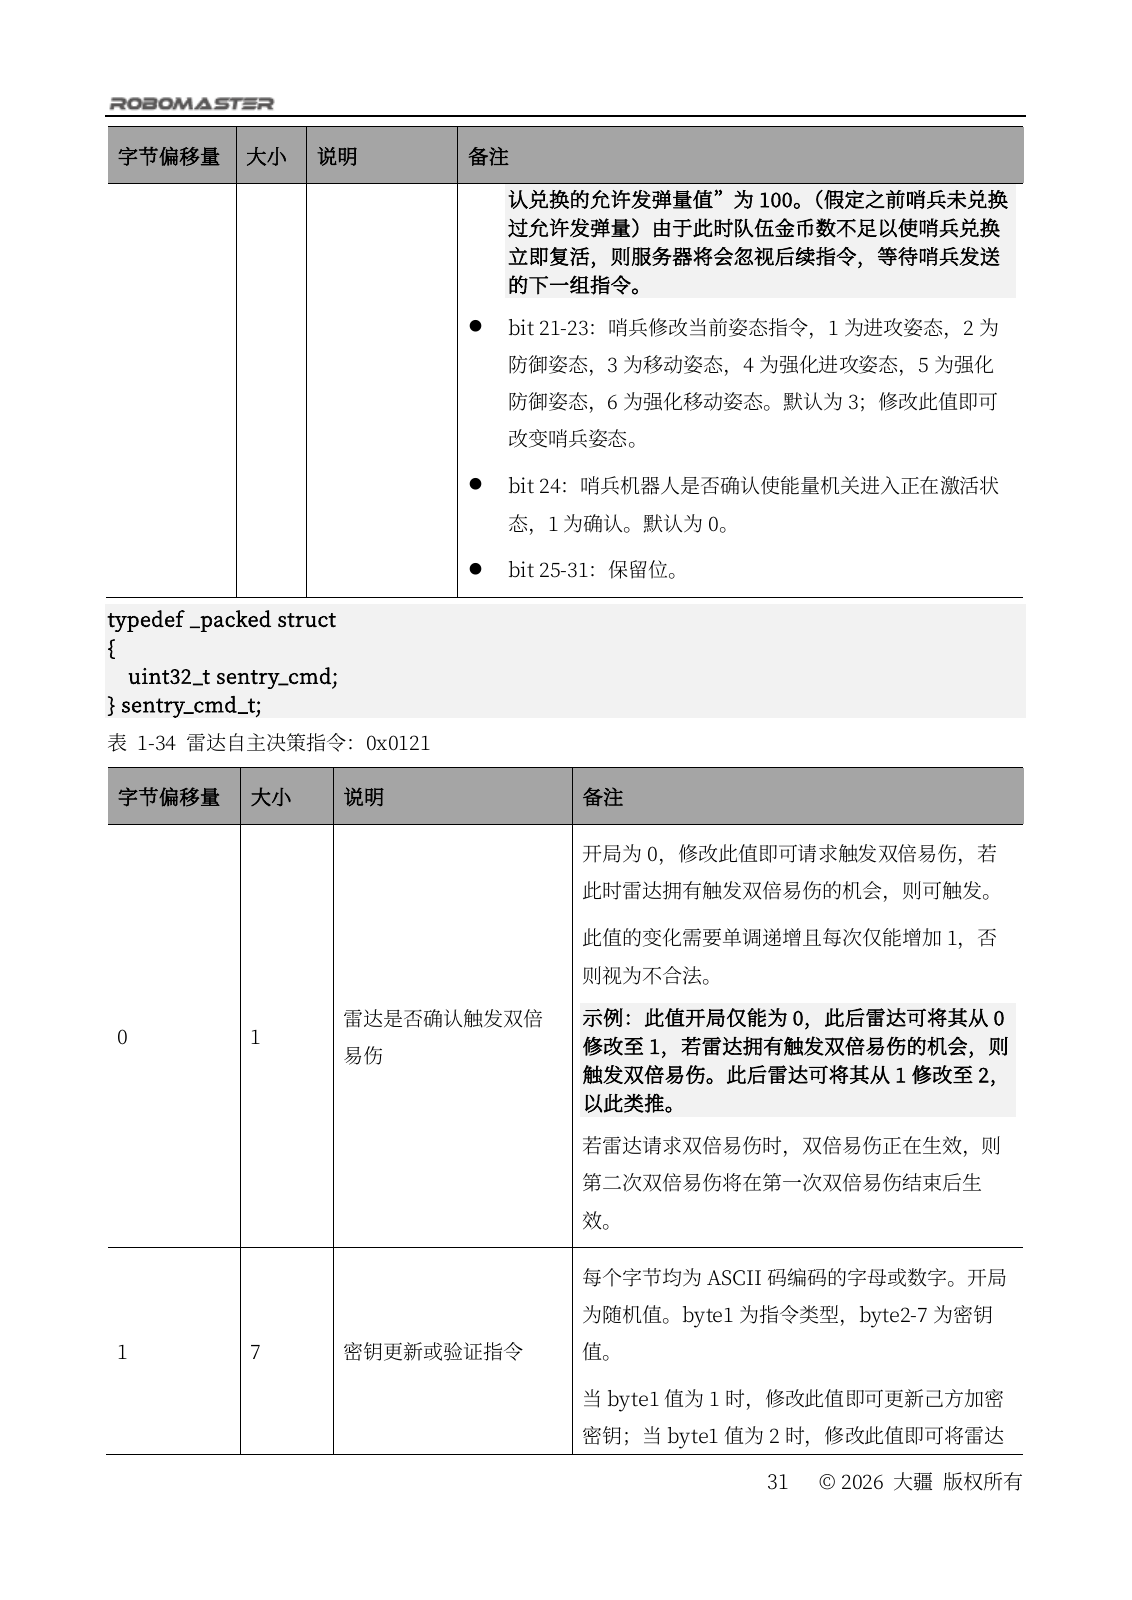 ROBOMASTER
字节偏移量 大小 说明 备注
认兑换的允许发弹量值”为 100。（假定之前哨兵未兑换
过允许发弹量）由于此时队伍金币数不足以使哨兵兑换
立即复活，则服务器将会忽视后续指令，等待哨兵发送
的下一组指令。
● bit 21-23：哨兵修改当前姿态指令，1 为进攻姿态，2 为
防御姿态，3 为移动姿态，4 为强化进攻姿态，5 为强化
防御姿态，6 为强化移动姿态。默认为 3；修改此值即可
改变哨兵姿态。
● bit 24：哨兵机器人是否确认使能量机关进入正在激活状
态，1 为确认。默认为 0。
● bit 25-31：保留位。
typedef _packed struct
{
uint32_t sentry_cmd;
} sentry_cmd_t;
表 1-34 雷达自主决策指令：0x0121
字节偏移量 大小 说明 备注
0
1
雷达是否确认触发双倍
易伤
开局为 0，修改此值即可请求触发双倍易伤，若
此时雷达拥有触发双倍易伤的机会，则可触发。
此值的变化需要单调递增且每次仅能增加 1，否
则视为不合法。
示例：此值开局仅能为 0，此后雷达可将其从 0
修改至 1，若雷达拥有触发双倍易伤的机会，则
触发双倍易伤。此后雷达可将其从 1 修改至 2，
以此类推。
若雷达请求双倍易伤时，双倍易伤正在生效，则
第二次双倍易伤将在第一次双倍易伤结束后生
效。
1
7
密钥更新或验证指令
每个字节均为 ASCII 码编码的字母或数字。开局
为随机值。byte1 为指令类型，byte2-7 为密钥
值。
当 byte1 值为 1 时，修改此值即可更新己方加密
密钥；当 byte1 值为 2 时，修改此值即可将雷达
31 © 2026 大疆 版权所有